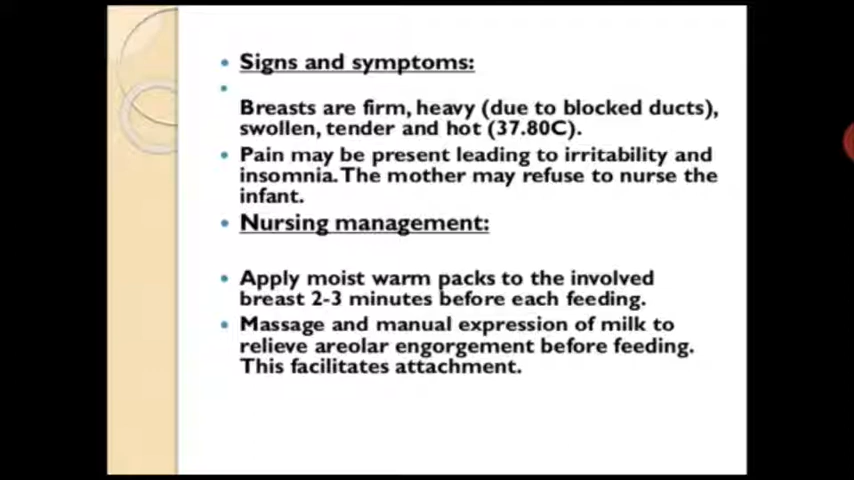 Signs and symptoms:
Breasts are firm, heavy (due to blocked ducts),
swollen, tender and hot (37.80C).
Pain may be present leading to irritability and
insomnia. The mother may refuse to nurse the
infant.
Nursing management:
Apply moist warm packs to the involved
breast 2-3 minutes before each feeding.
Massage and manual expression of milk to
relieve areolar engorgement before feeding.
This facilitates attachment.